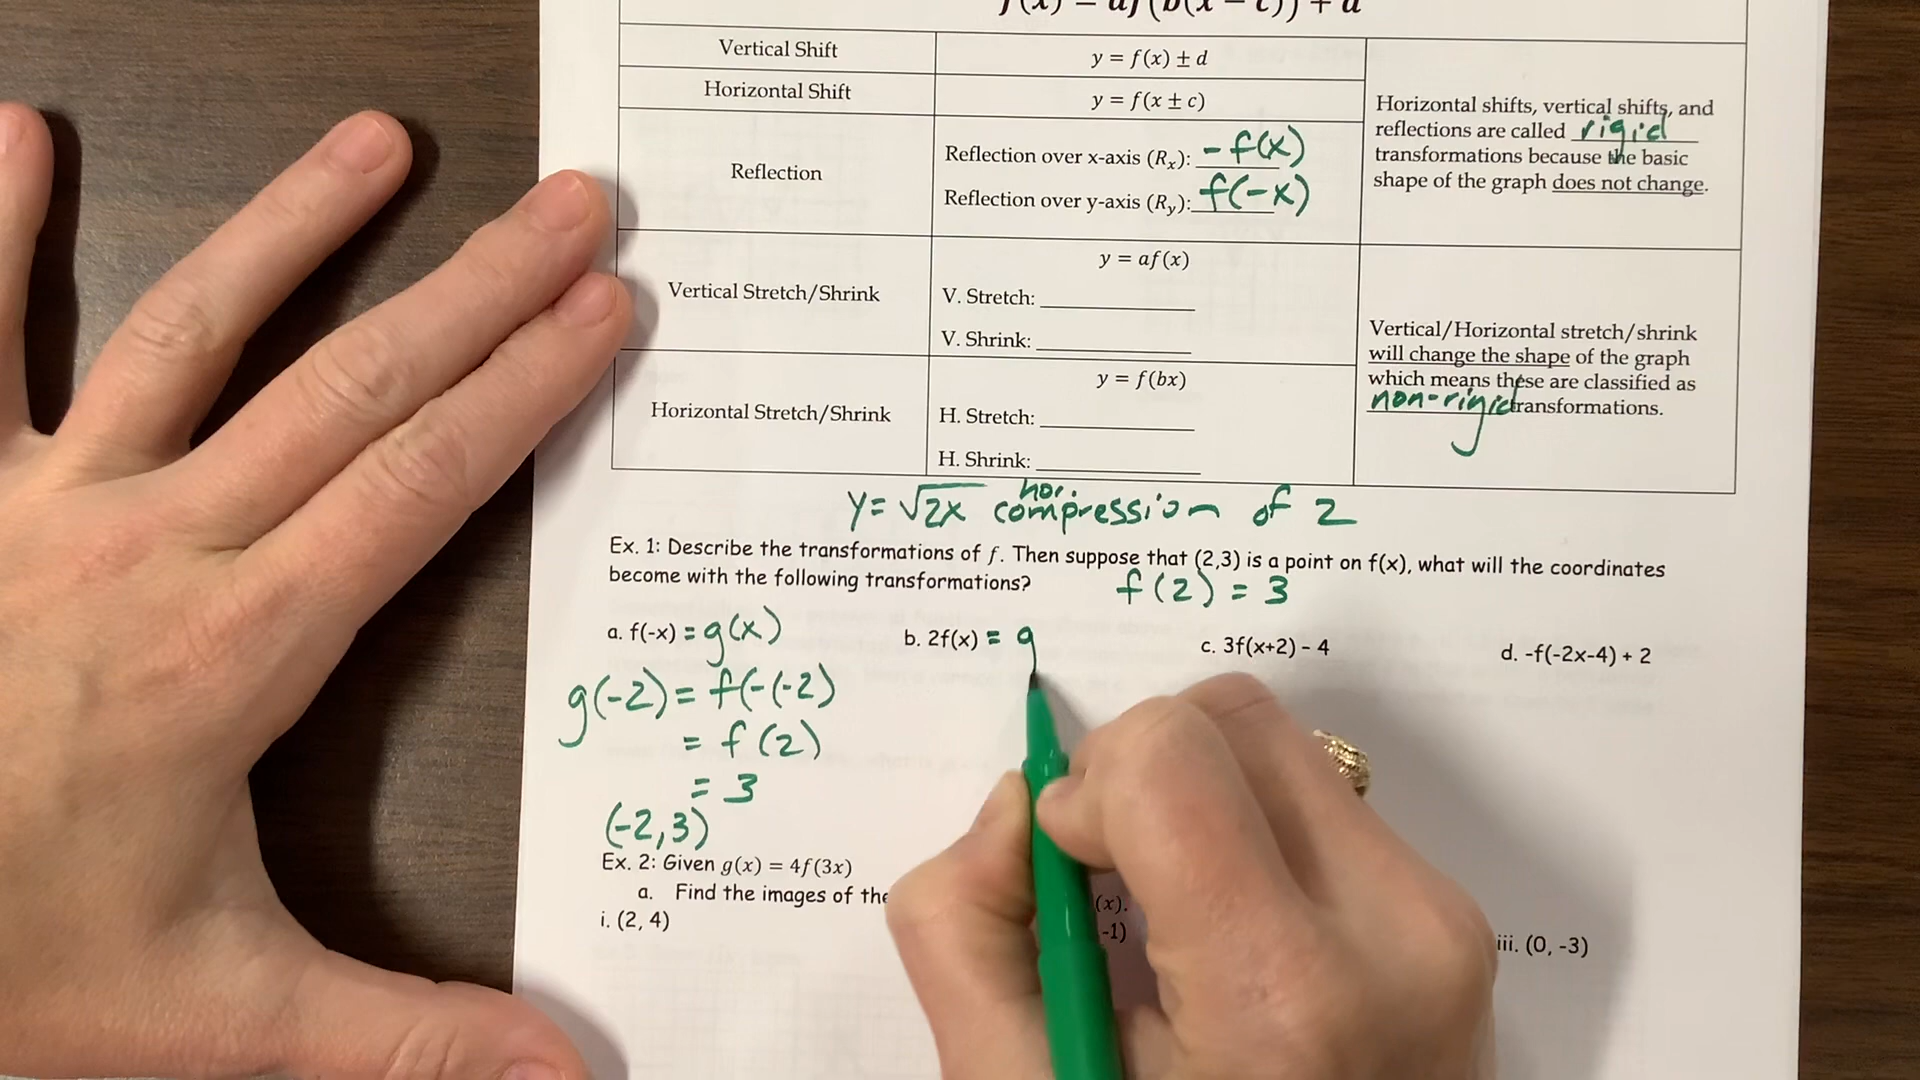 Vertical Shift
y = f(x) ± d
Horizontal Shift
y = f(x ± c)
Reflection
Reflection over x-axis (Rₓ): -f(x)
Reflection over y-axis (Rᵧ): f(-x)
Horizontal shifts, vertical shifts, and
reflections are called rigid
transformations because the basic
shape of the graph does not change.
Vertical Stretch/Shrink
y = af(x)
V. Stretch:
V. Shrink:
Horizontal Stretch/Shrink
y = f(bx)
H. Stretch:
H. Shrink:
Vertical/Horizontal stretch/shrink
will change the shape of the graph
which means these are classified as
non-rigid transformations.
y = √2x hor. compression of 2
Ex. 1: Describe the transformations of f. Then suppose that (2,3) is a point on f(x), what will the coordinates
become with the following transformations?
f(2) = 3
a. f(-x) = g(x)
g(-2) = f(-(-2)
= f(2)
= 3
(-2,3)
b. 2f(x) = g
c. 3f(x+2) - 4
d. -f(-2x-4) + 2
Ex. 2: Given g(x) = 4f(3x)
a. Find the images of the
(x).
i. (2, 4)
-1)
iii. (0, -3)